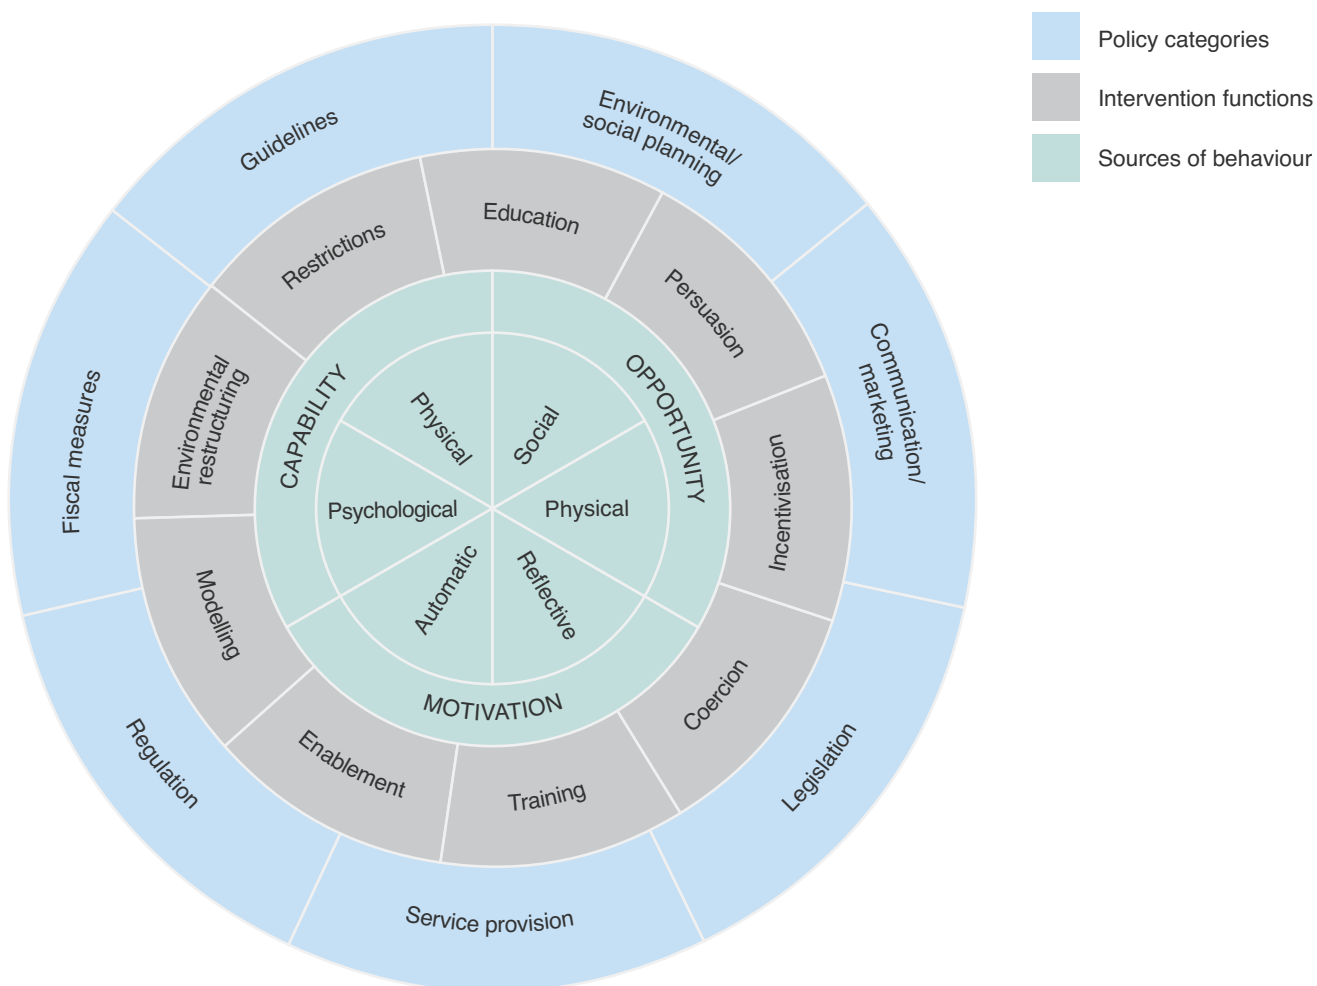 Policy categories
Intervention functions
Sources of behaviour
Guidelines
Environmental/
social planning
Communication/
marketing
Legislation
Service provision
Regulation
Fiscal measures
Restrictions
Education
Persuasion
Incentivisation
Coercion
Training
Enablement
Modelling
Environmental
restructuring
CAPABILITY
OPPORTUNITY
MOTIVATION
Physical
Social
Physical
Reflective
Automatic
Psychological